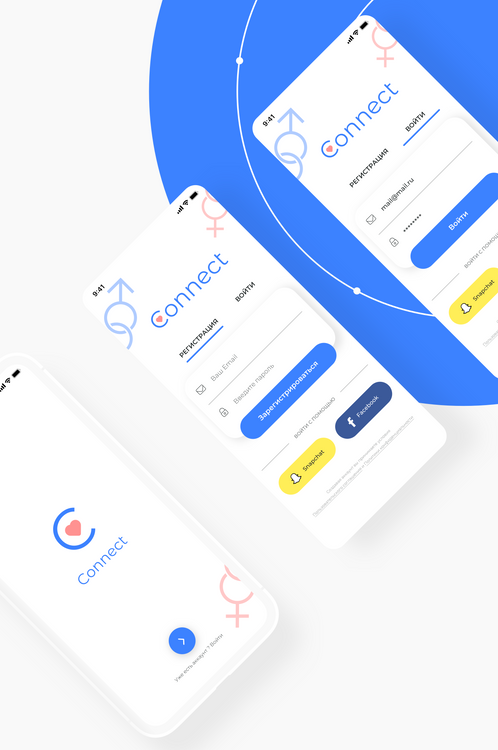 9:41
Connect
РЕГИСТРАЦИЯ
ВОЙТИ
mail@mail.ru
••••••••
Войти
ВОЙТИ С ПОМОЩЬЮ
Snapchat
9:41
Connect
РЕГИСТРАЦИЯ
ВОЙТИ
Ваш Email
Введите пароль
Зарегистрироваться
ВОЙТИ С ПОМОЩЬЮ
Snapchat
Facebook
Connect
Уже есть аккаунт ? Войти